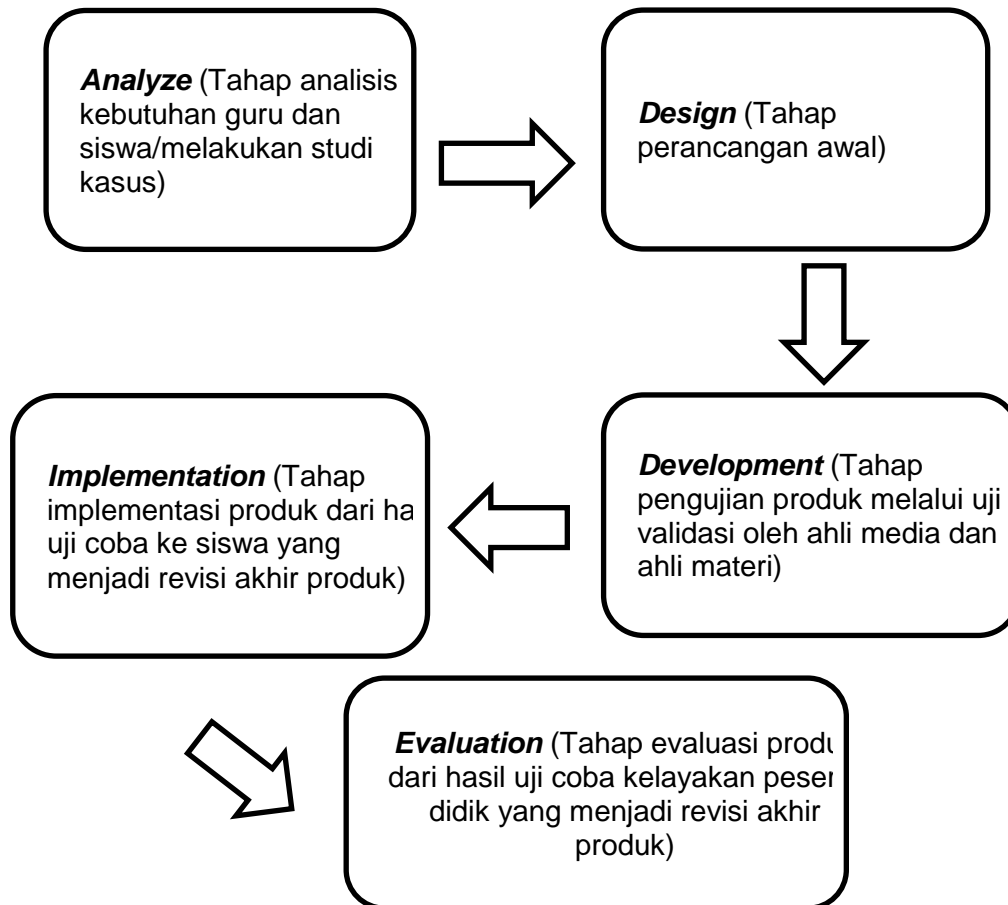 Analyze (Tahap analisis
kebutuhan guru dan
siswa/melakukan studi
kasus)
Design (Tahap
perancangan awal)
Development (Tahap
pengujian produk melalui uji
validasi oleh ahli media dan
ahli materi)
Implementation (Tahap
implementasi produk dari
uji coba ke siswa yang
menjadi revisi akhir produk)
Evaluation (Tahap evaluasi
dari hasil uji coba kelayakan
didik yang menjadi revisi akhir
produk)